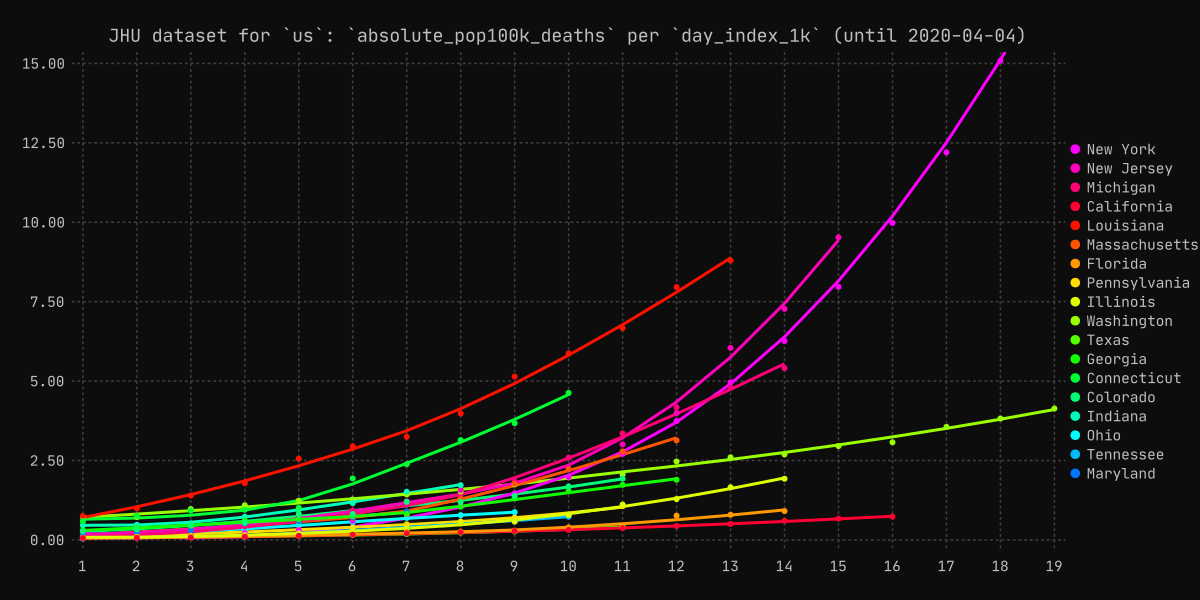 JHU dataset for `us`: `absolute_pop100k_deaths` per `day_index_1k` (until 2020-04-04)
15.00
12.50
10.00
7.50
5.00
2.50
0.00
1 2 3 4 5 6 7 8 9 10 11 12 13 14 15 16 17 18 19
New York
New Jersey
Michigan
California
Louisiana
Massachusetts
Florida
Pennsylvania
Illinois
Washington
Texas
Georgia
Connecticut
Colorado
Indiana
Ohio
Tennessee
Maryland